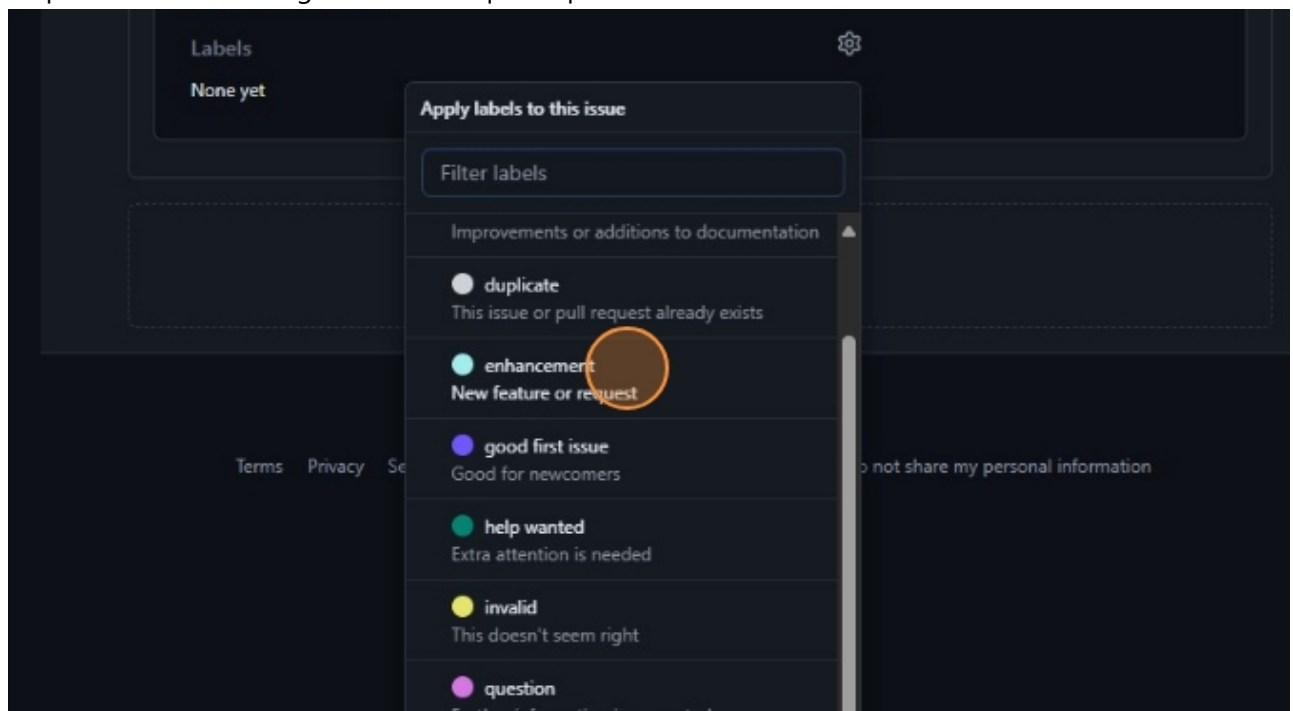 Labels
None yet
Apply labels to this issue
Filter labels
Improvements or additions to documentation
duplicate
This issue or pull request already exists
enhancement
New feature or request
good first issue
Good for newcomers
Terms Privacy
not share my personal information
help wanted
Extra attention is needed
invalid
This doesn't seem right
question